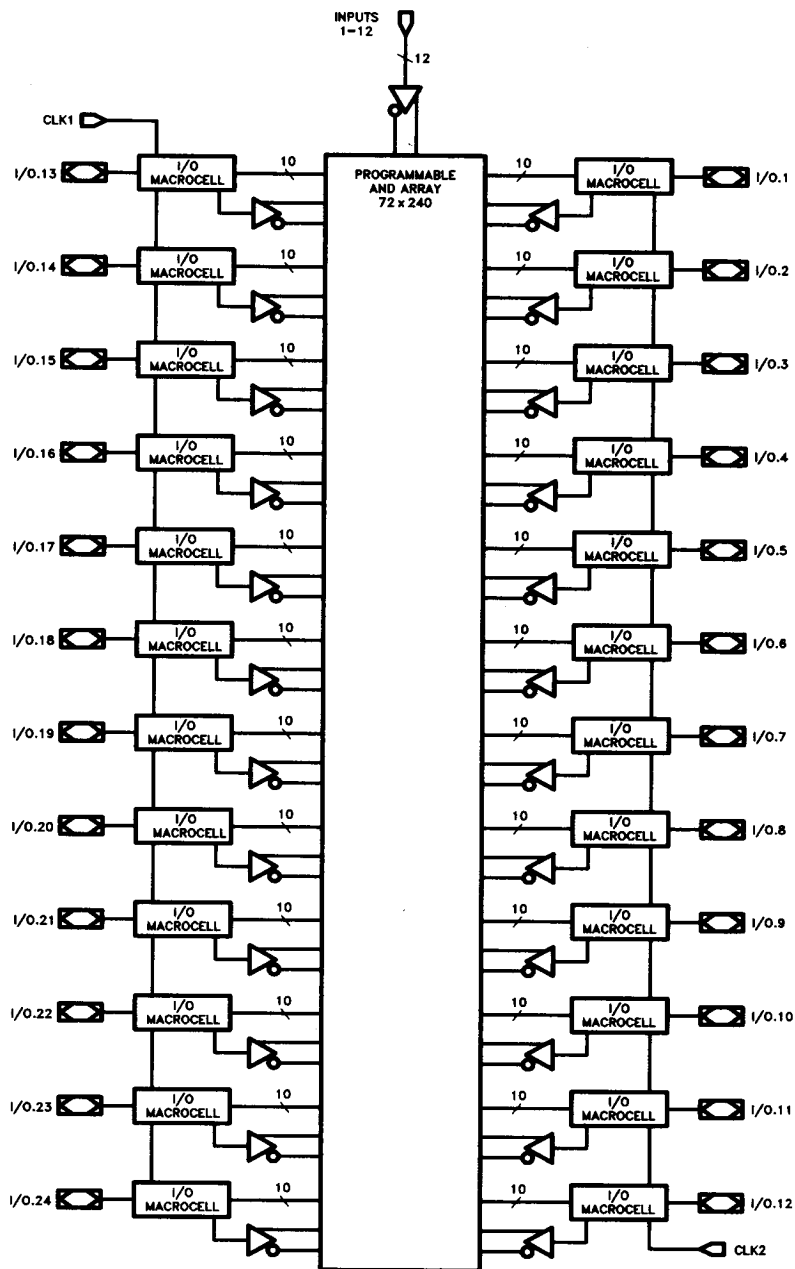 INPUTS
1-12
12
CLK1
I/O.13
I/O
MACROCELL
10
PROGRAMMABLE
AND ARRAY
72 x 240
10
I/O
MACROCELL
I/O.1
I/O.14
I/O
MACROCELL
10
10
I/O
MACROCELL
I/O.2
I/O.15
I/O
MACROCELL
10
10
I/O
MACROCELL
I/O.3
I/O.16
I/O
MACROCELL
10
10
I/O
MACROCELL
I/O.4
I/O.17
I/O
MACROCELL
10
10
I/O
MACROCELL
I/O.5
I/O.18
I/O
MACROCELL
10
10
I/O
MACROCELL
I/O.6
I/O.19
I/O
MACROCELL
10
10
I/O
MACROCELL
I/O.7
I/O.20
I/O
MACROCELL
10
10
I/O
MACROCELL
I/O.8
I/O.21
I/O
MACROCELL
10
10
I/O
MACROCELL
I/O.9
I/O.22
I/O
MACROCELL
10
10
I/O
MACROCELL
I/O.10
I/O.23
I/O
MACROCELL
10
10
I/O
MACROCELL
I/O.11
I/O.24
I/O
MACROCELL
10
10
I/O
MACROCELL
I/O.12
CLK2